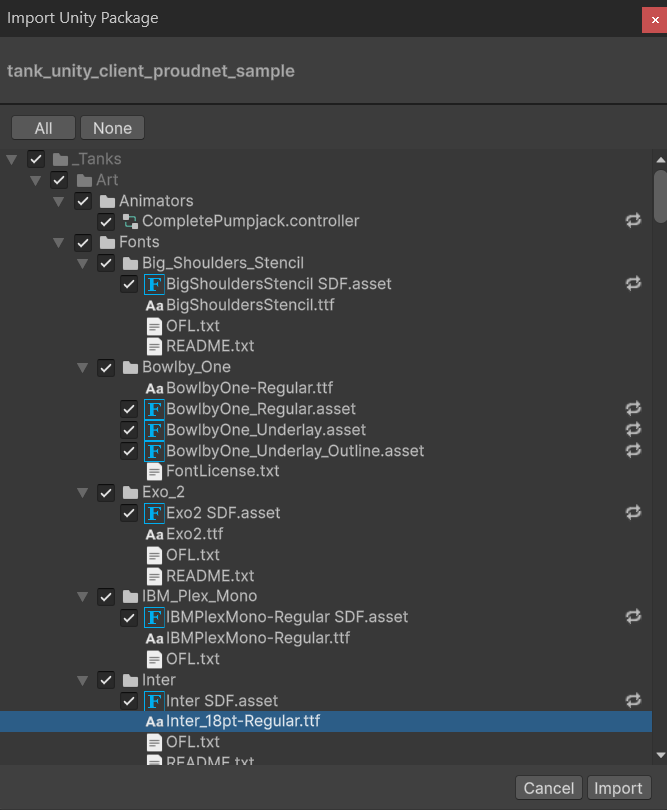 Import Unity Package
tank_unity_client_proudnet_sample
All None
_Tanks
Art
Animators
CompletePumpjack.controller
Fonts
Big_Shoulders_Stencil
BigShouldersStencil SDF.asset
Aa BigShouldersStencil.ttf
OFL.txt
README.txt
Bowlby_One
Aa BowlbyOne-Regular.ttf
BowlbyOne_Regular.asset
BowlbyOne_Underlay.asset
BowlbyOne_Underlay_Outline.asset
FontLicense.txt
Exo_2
Exo2 SDF.asset
Aa Exo2.ttf
OFL.txt
README.txt
IBM_Plex_Mono
IBMPlexMono-Regular SDF.asset
Aa IBMPlexMono-Regular.ttf
OFL.txt
Inter
Inter SDF.asset
Aa Inter_18pt-Regular.ttf
OFL.txt
README.txt
Cancel Import